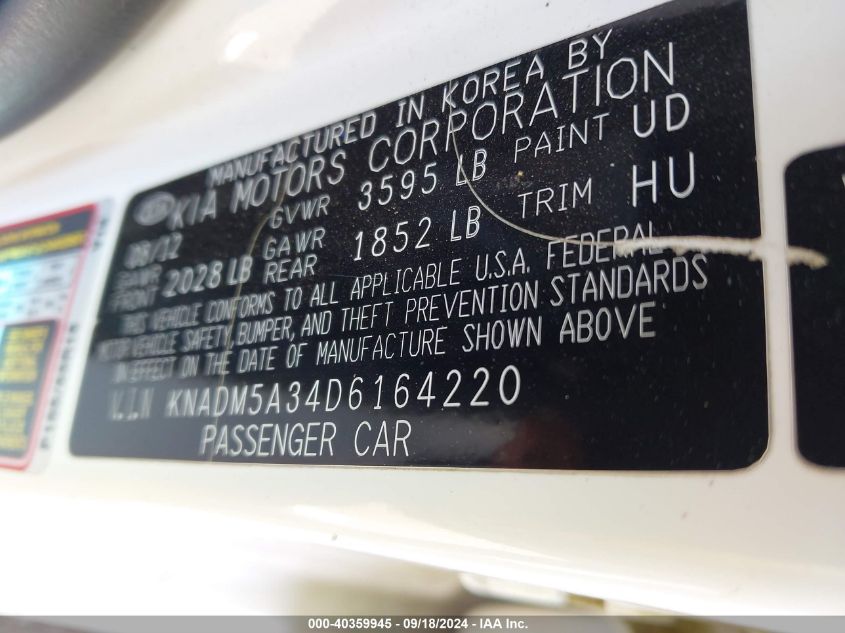 MANUFACTURED IN KOREA BY
KIA MOTORS CORPORATION
08/12 GVWR 3595 LB PAINT UD
GAWR FRONT 2028 LB GAWR REAR 1852 LB TRIM HU
THIS VEHICLE CONFORMS TO ALL APPLICABLE U.S.A. FEDERAL
MOTOR VEHICLE SAFETY, BUMPER, AND THEFT PREVENTION STANDARDS
IN EFFECT ON THE DATE OF MANUFACTURE SHOWN ABOVE
V.I.N KNADM5A34D6164220
PASSENGER CAR
000-40359945 - 09/18/2024 - IAA Inc.